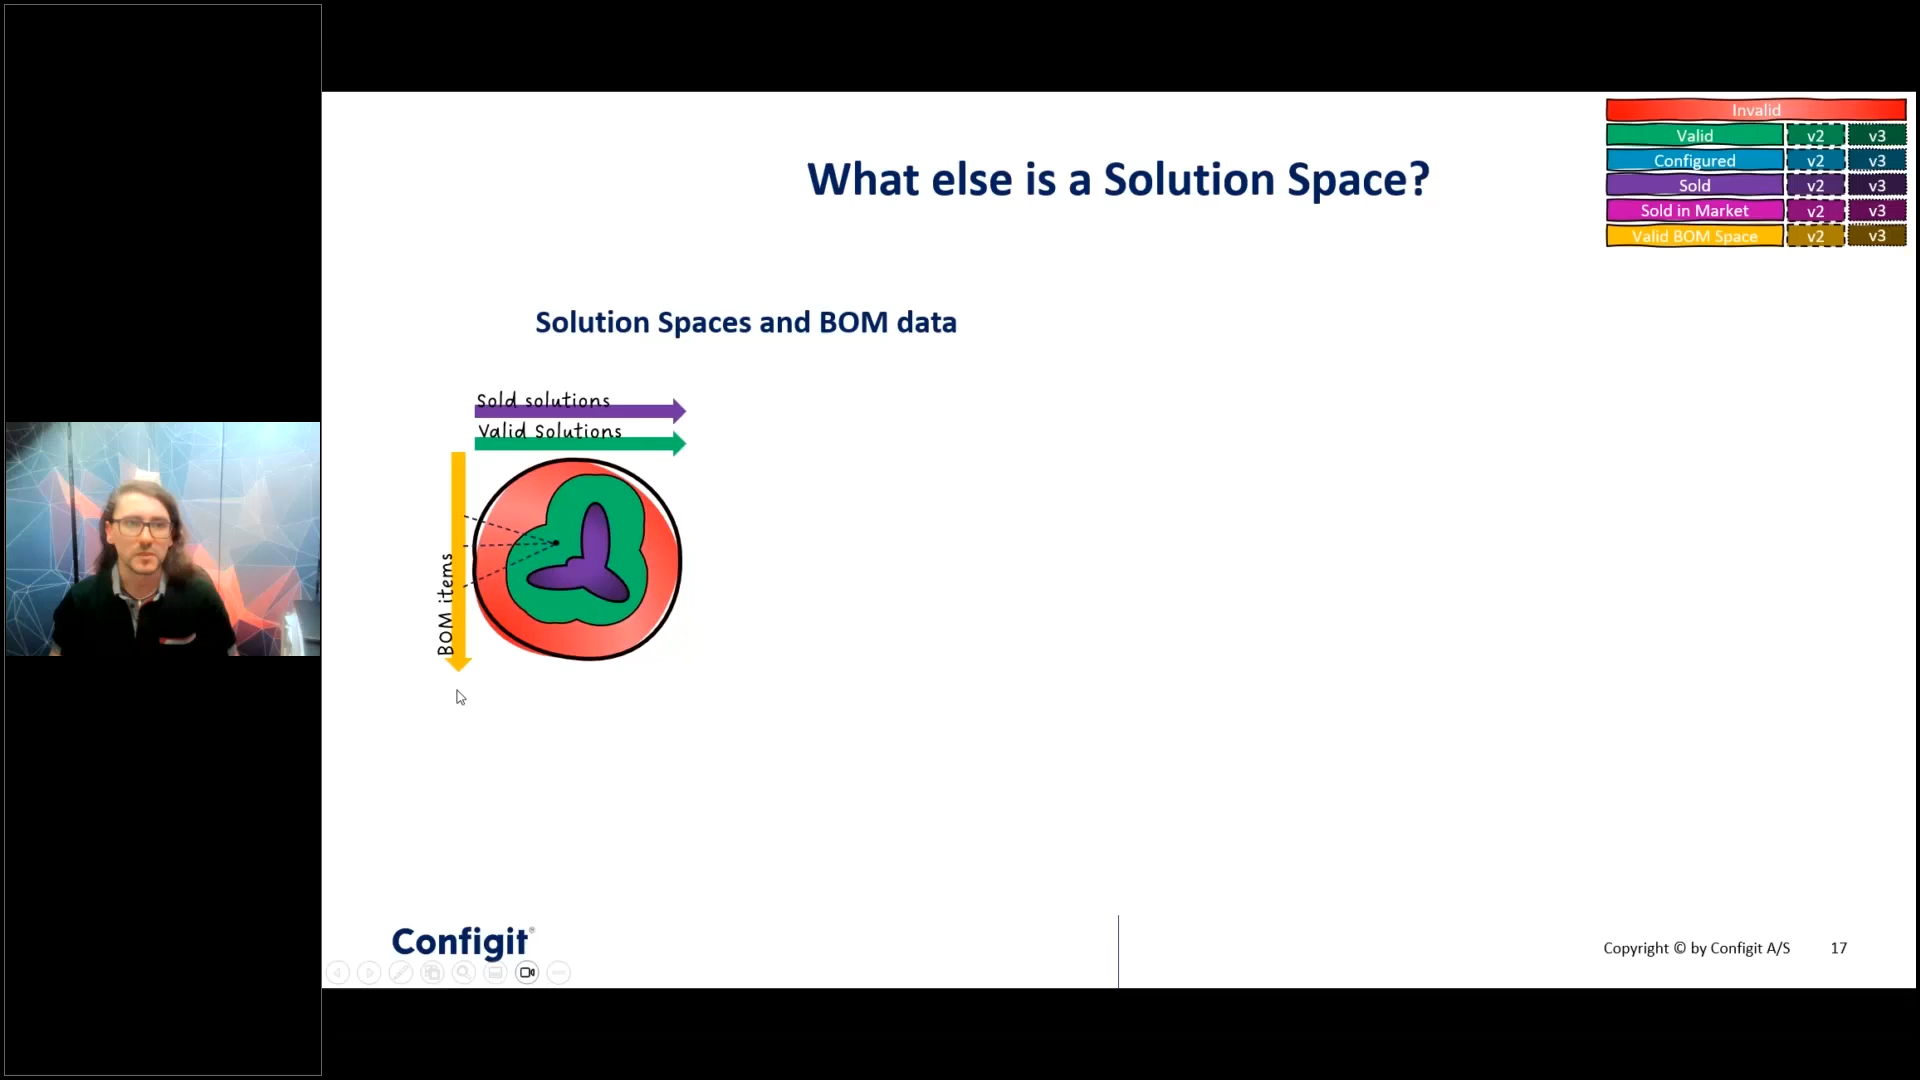 Invalid
Valid v2 v3
Configured v2 v3
Sold v2 v3
Sold in Market v2 v3
Valid BOM Space v2 v3
What else is a Solution Space?
Solution Spaces and BOM data
Sold solutions
Valid Solutions
BOM items
Configit®
Copyright © by Configit A/S 17